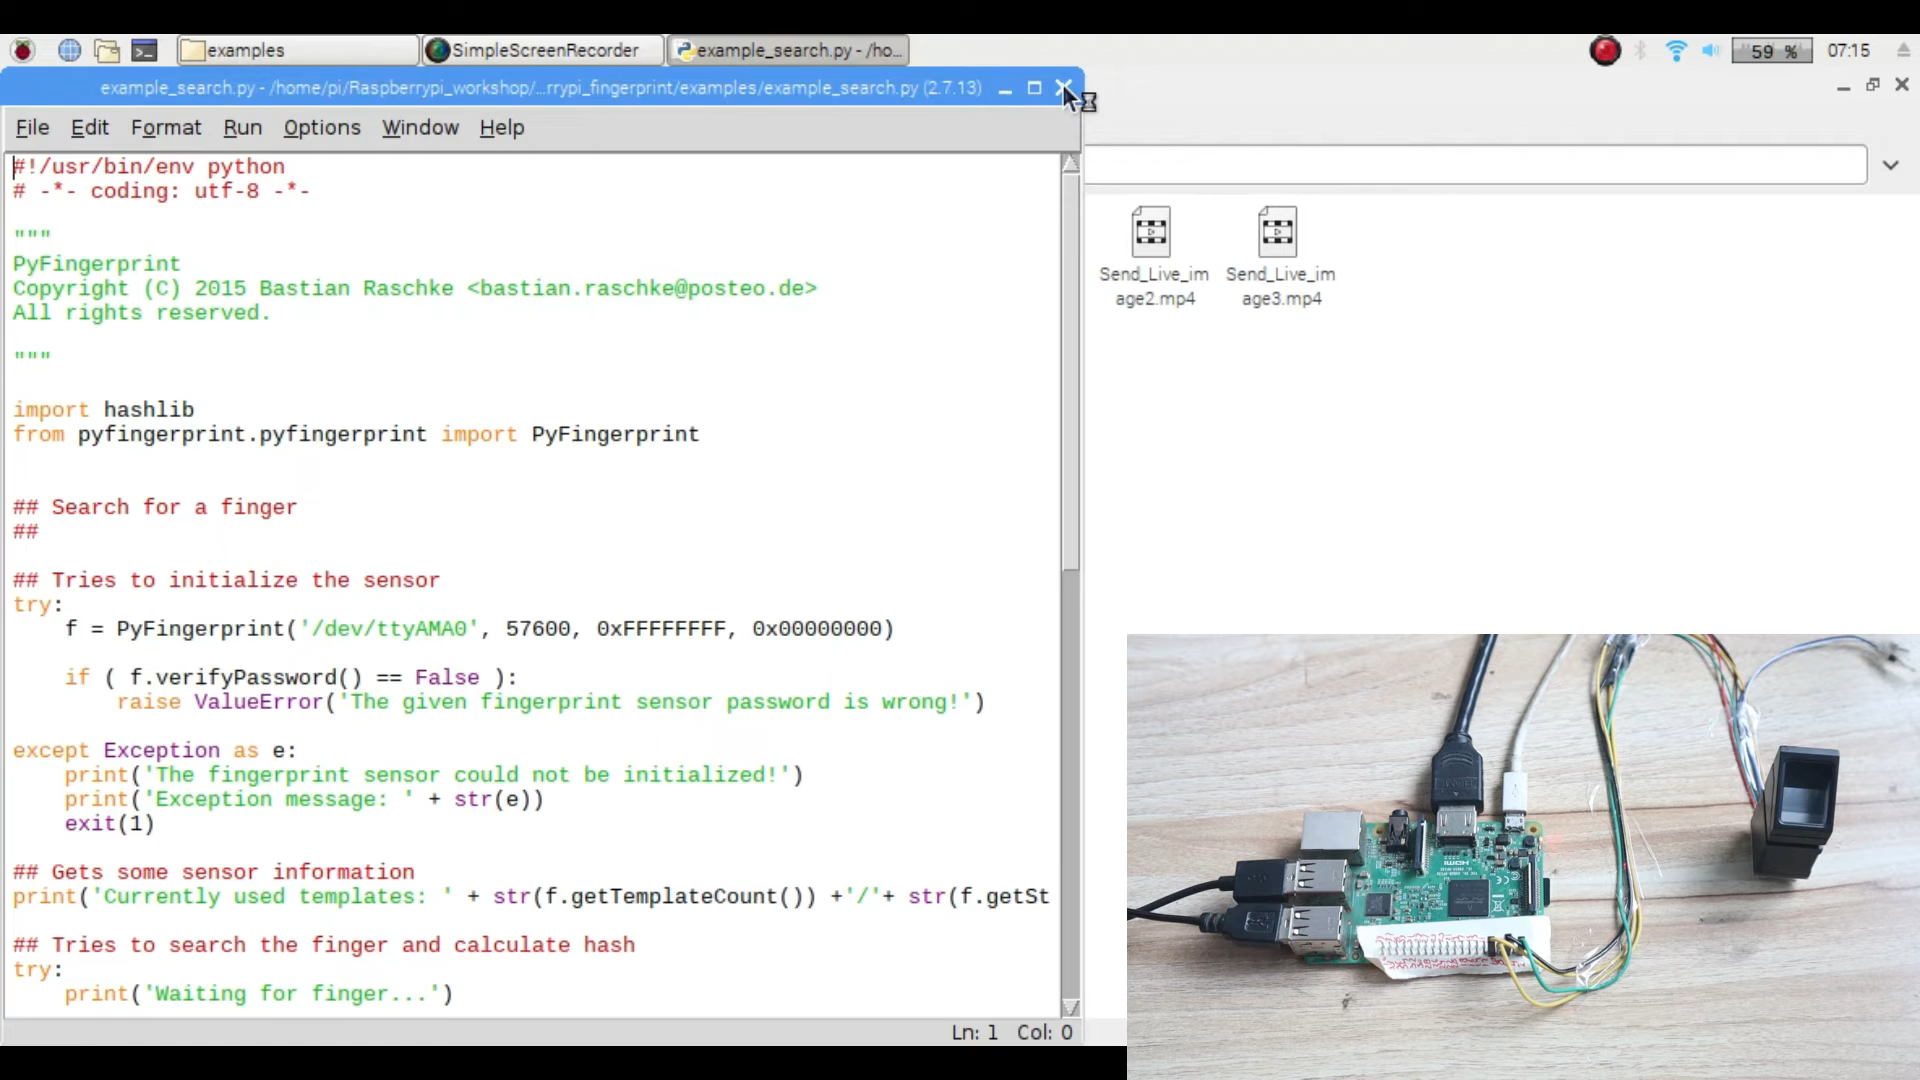 examples
SimpleScreenRecorder
example_search.py - /ho...
59 %
07:15
example_search.py - /home/pi/Raspberrypi_workshop/...rrypi_fingerprint/examples/example_search.py (2.7.13)
File Edit Format Run Options Window Help
#!/usr/bin/env python
# -*- coding: utf-8 -*-
"""
PyFingerprint
Copyright (C) 2015 Bastian Raschke <bastian.raschke@posteo.de>
All rights reserved.
"""
import hashlib
from pyfingerprint.pyfingerprint import PyFingerprint
## Search for a finger
##
## Tries to initialize the sensor
try:
    f = PyFingerprint('/dev/ttyAMA0', 57600, 0xFFFFFFFF, 0x00000000)
    if ( f.verifyPassword() == False ):
        raise ValueError('The given fingerprint sensor password is wrong!')
except Exception as e:
    print('The fingerprint sensor could not be initialized!')
    print('Exception message: ' + str(e))
    exit(1)
## Gets some sensor information
print('Currently used templates: ' + str(f.getTemplateCount()) +'/'+ str(f.getSt
## Tries to search the finger and calculate hash
try:
    print('Waiting for finger...')
Ln: 1 Col: 0
Send_Live_im
age2.mp4
Send_Live_im
age3.mp4
HDMI